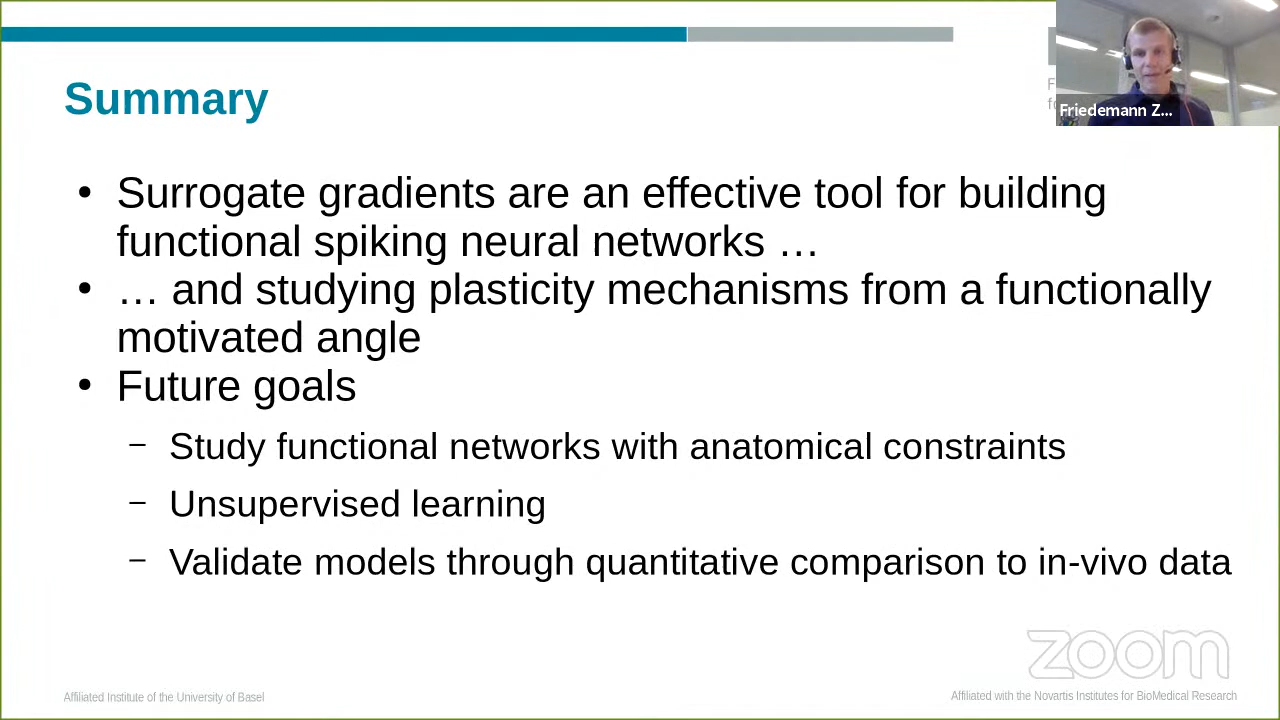 Summary
Friedemann Z...
• Surrogate gradients are an effective tool for building
functional spiking neural networks …
• … and studying plasticity mechanisms from a functionally
motivated angle
• Future goals
– Study functional networks with anatomical constraints
– Unsupervised learning
– Validate models through quantitative comparison to in-vivo data
zoom
Affiliated Institute of the University of Basel
Affiliated with the Novartis Institutes for BioMedical Research